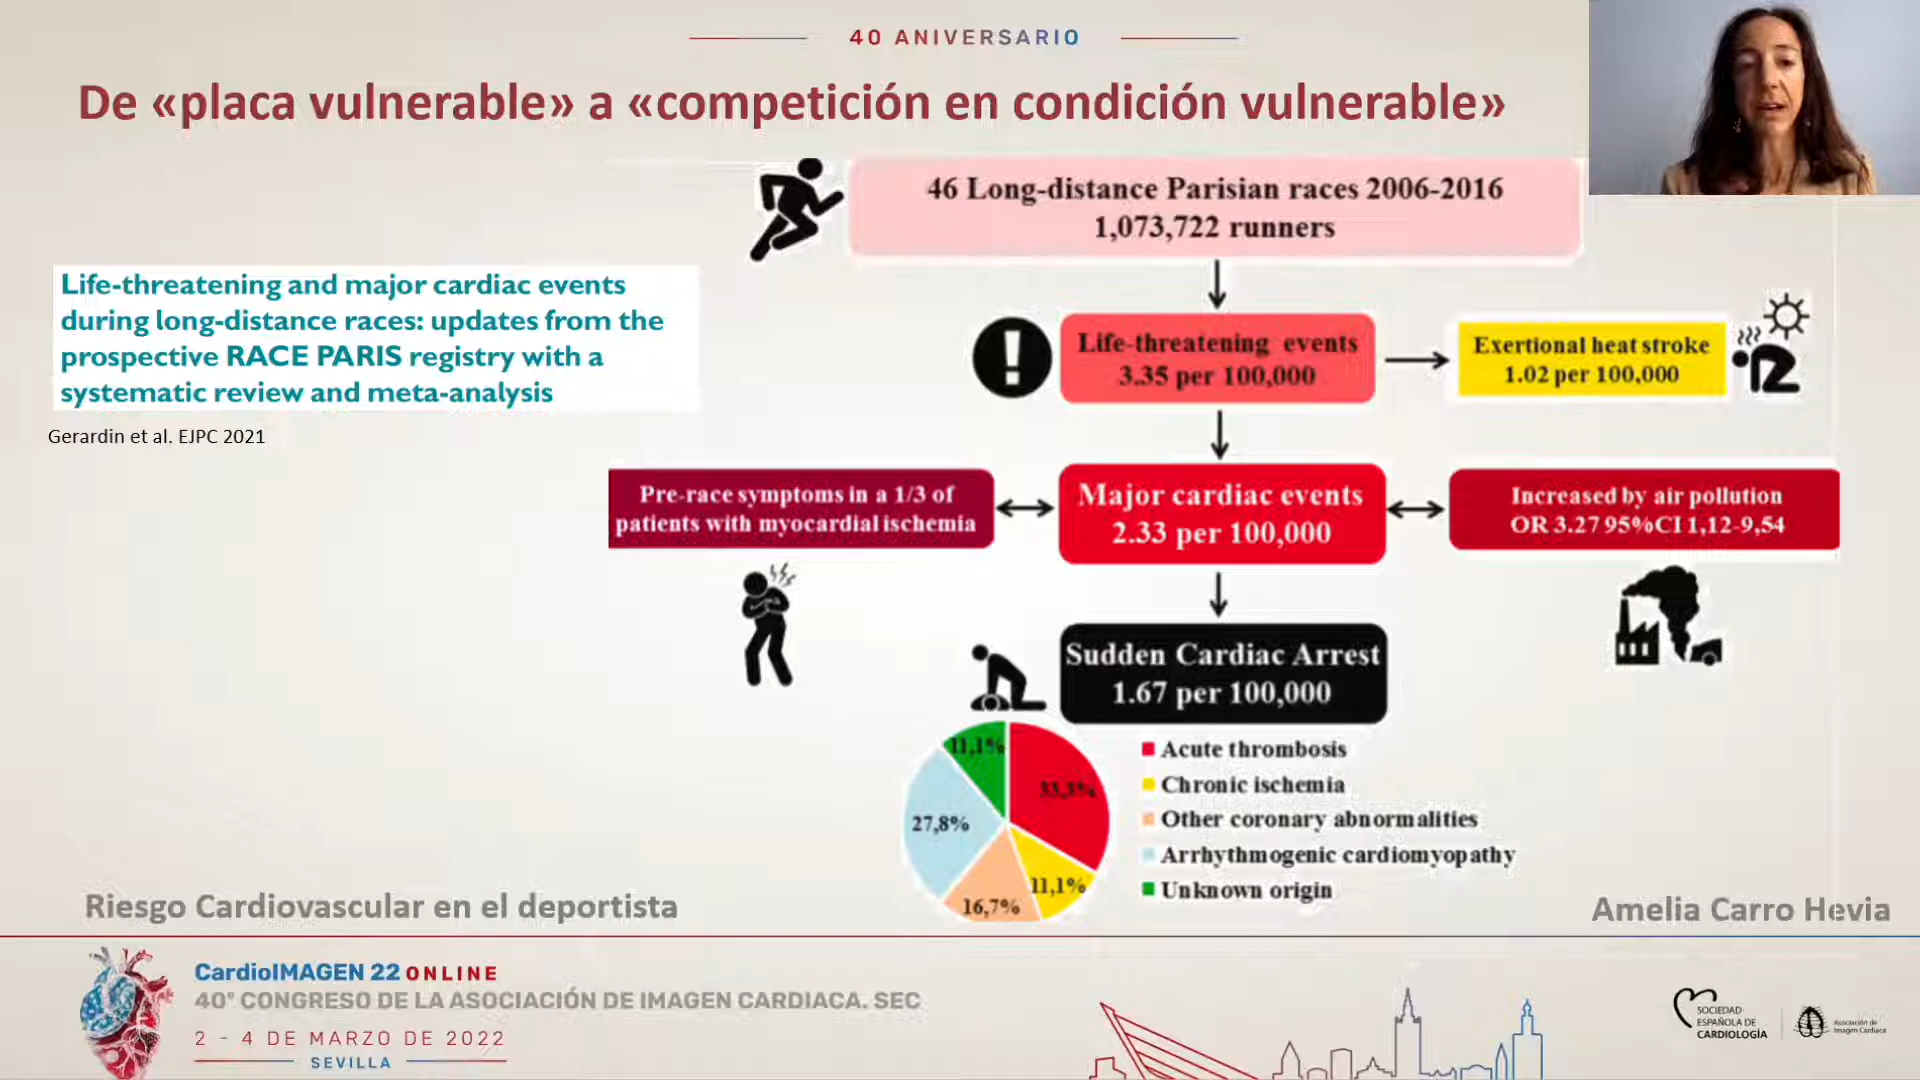 40 ANIVERSARIO
De «placa vulnerable» a «competición en condición vulnerable»
46 Long-distance Parisian races 2006-2016
1,073,722 runners
Life-threatening and major cardiac events
during long-distance races: updates from the
prospective RACE PARIS registry with a
systematic review and meta-analysis
Gerardin et al. EJPC 2021
Life-threatening events
3.35 per 100,000
Exertional heat stroke
1.02 per 100,000
Pre-race symptoms in a 1/3 of
patients with myocardial ischemia
Major cardiac events
2.33 per 100,000
Increased by air pollution
OR 3.27 95%CI 1,12-9,54
Sudden Cardiac Arrest
1.67 per 100,000
11,1%
33,3%
27,8%
11,1%
16,7%
Acute thrombosis
Chronic ischemia
Other coronary abnormalities
Arrhythmogenic cardiomyopathy
Unknown origin
Riesgo Cardiovascular en el deportista
Amelia Carro Hevia
CardioIMAGEN 22 ONLINE
40º CONGRESO DE LA ASOCIACIÓN DE IMAGEN CARDIACA. SEC
2 - 4 DE MARZO DE 2022
SEVILLA
SOCIEDAD
ESPAÑOLA DE
CARDIOLOGÍA
Asociación de
Imagen Cardiaca